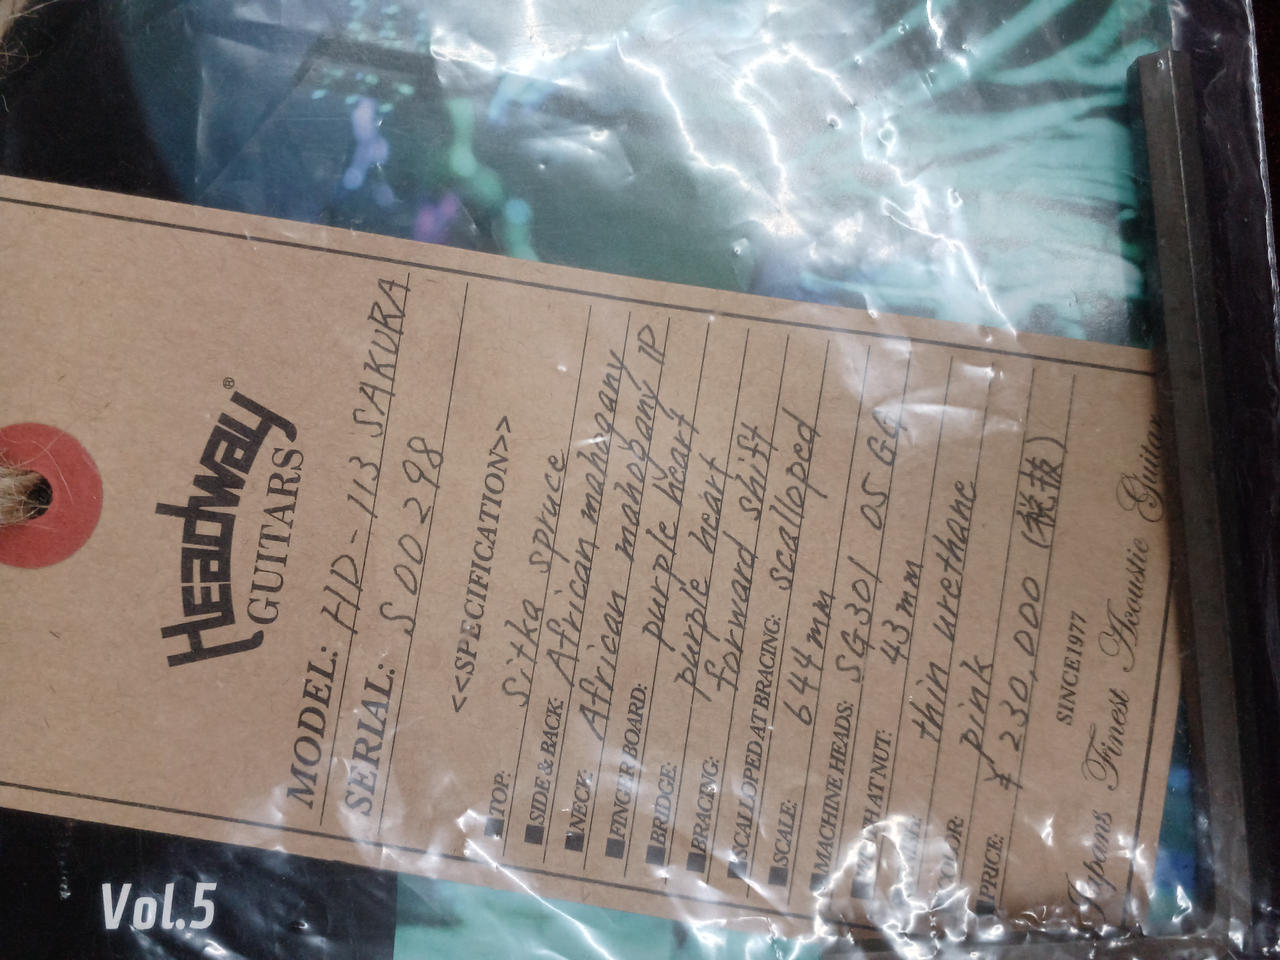 Headway®
GUITARS
MODEL: HD-113 SAKURA
SERIAL: S00298
<<SPECIFICATION>>
■TOP: Sitka spruce
■SIDE & BACK: African mahogany
■NECK: African mahogany 1P
■FINGER BOARD: purple heart
■BRIDGE: purple heart
■BRACING: forward shift
■SCALLOPED AT BRACING: scalloped
■SCALE: 644mm
■MACHINE HEADS: SG301 05 GG
AT NUT: 43mm
thin urethane
COLOR: pink
■PRICE: ¥230,000 (税抜)
SINCE1977
Japans Finest Acoustic Guitar
Vol.5